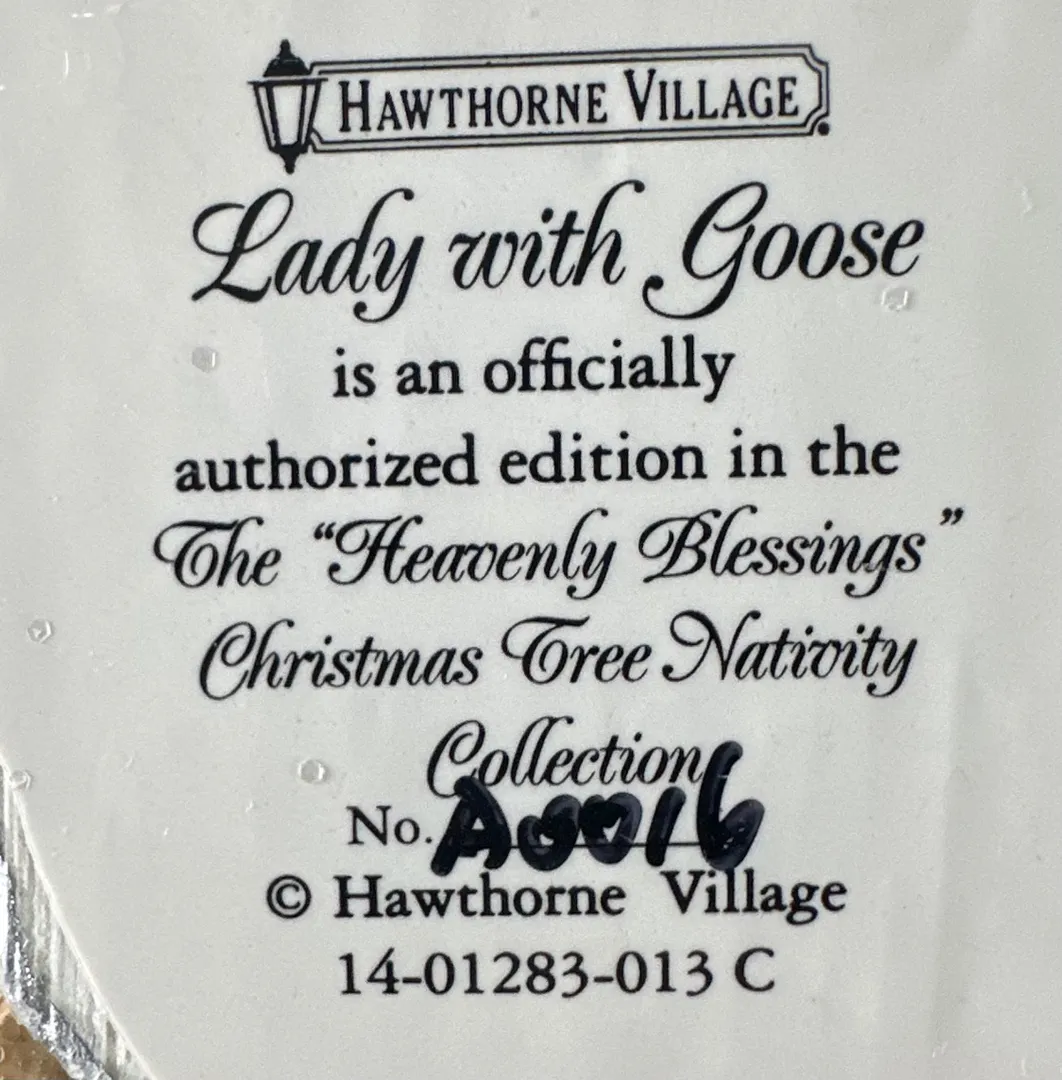 HAWTHORNE VILLAGE
Lady with Goose
is an officially
authorized edition in the
The “Heavenly Blessings”
Christmas Tree Nativity
Collection
No. A0016
© Hawthorne Village
14-01283-013 C